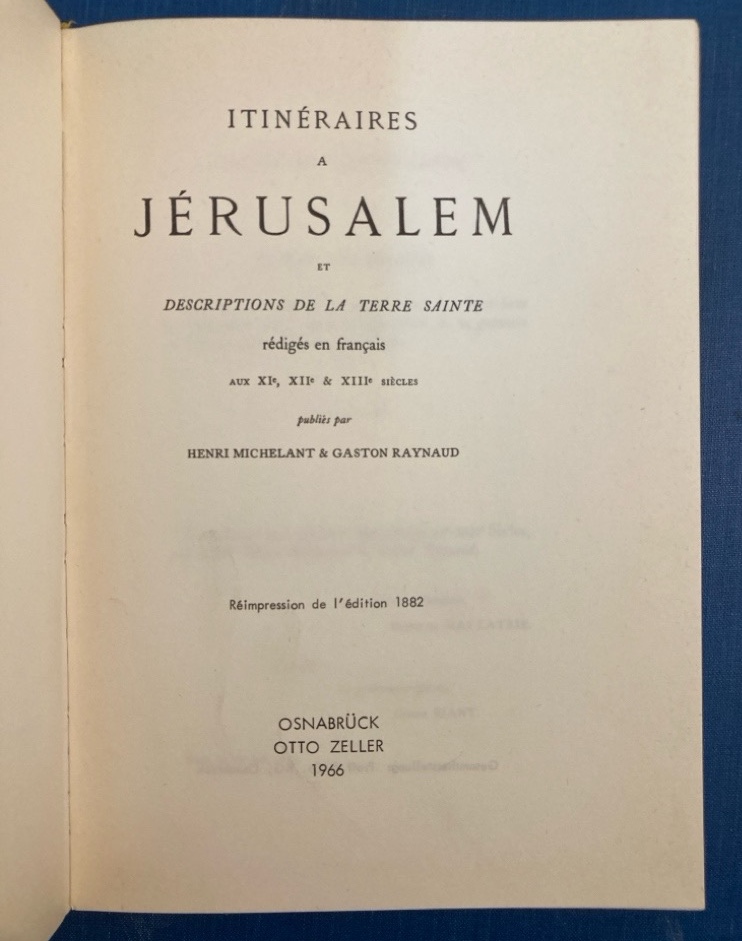 ITINÉRAIRES
A
JÉRUSALEM
ET
DESCRIPTIONS DE LA TERRE SAINTE
rédigés en français
AUX XIe, XIIe & XIIIe SIÈCLES
publiés par
HENRI MICHELANT & GASTON RAYNAUD
Réimpression de l'édition 1882
OSNABRÜCK
OTTO ZELLER
1966